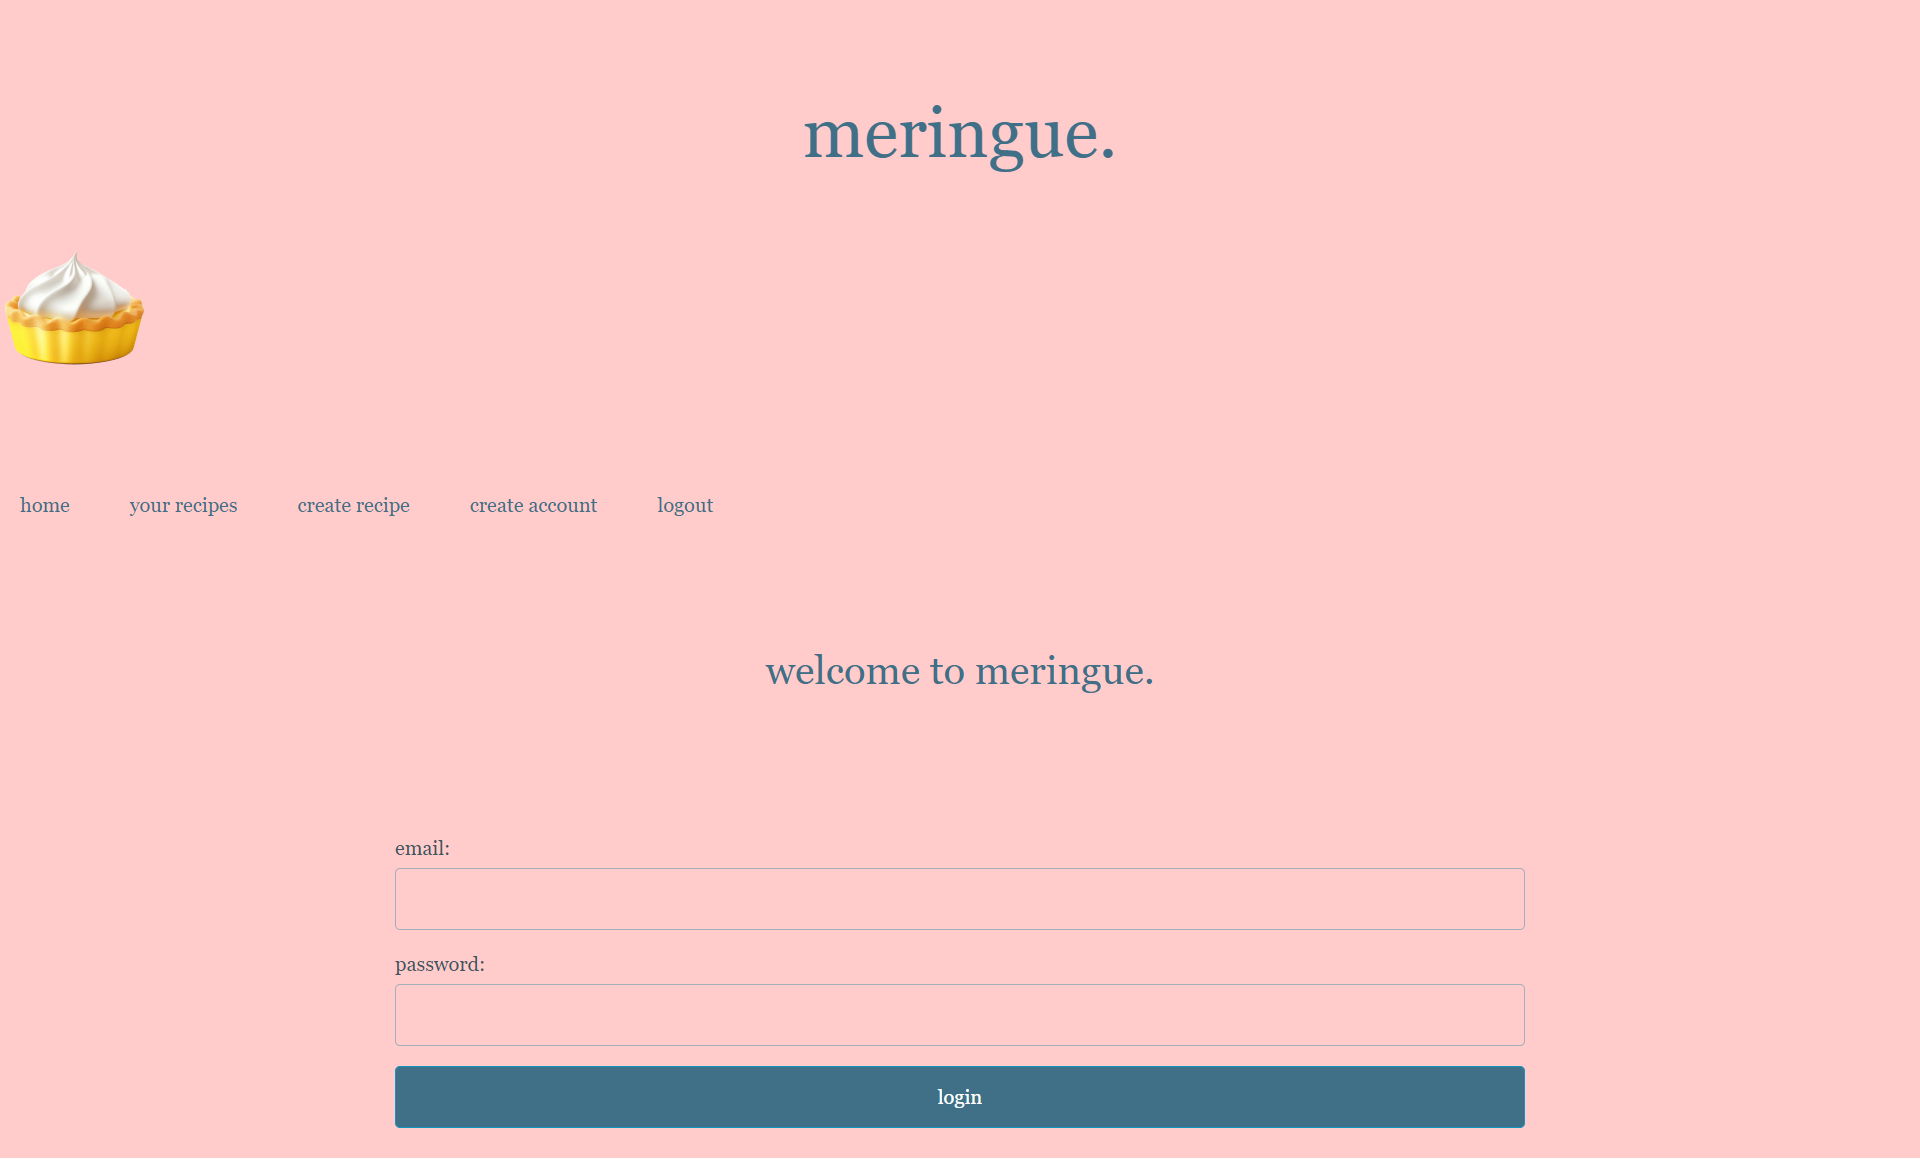 meringue.
home your recipes create recipe create account logout
welcome to meringue.
email:
password:
login